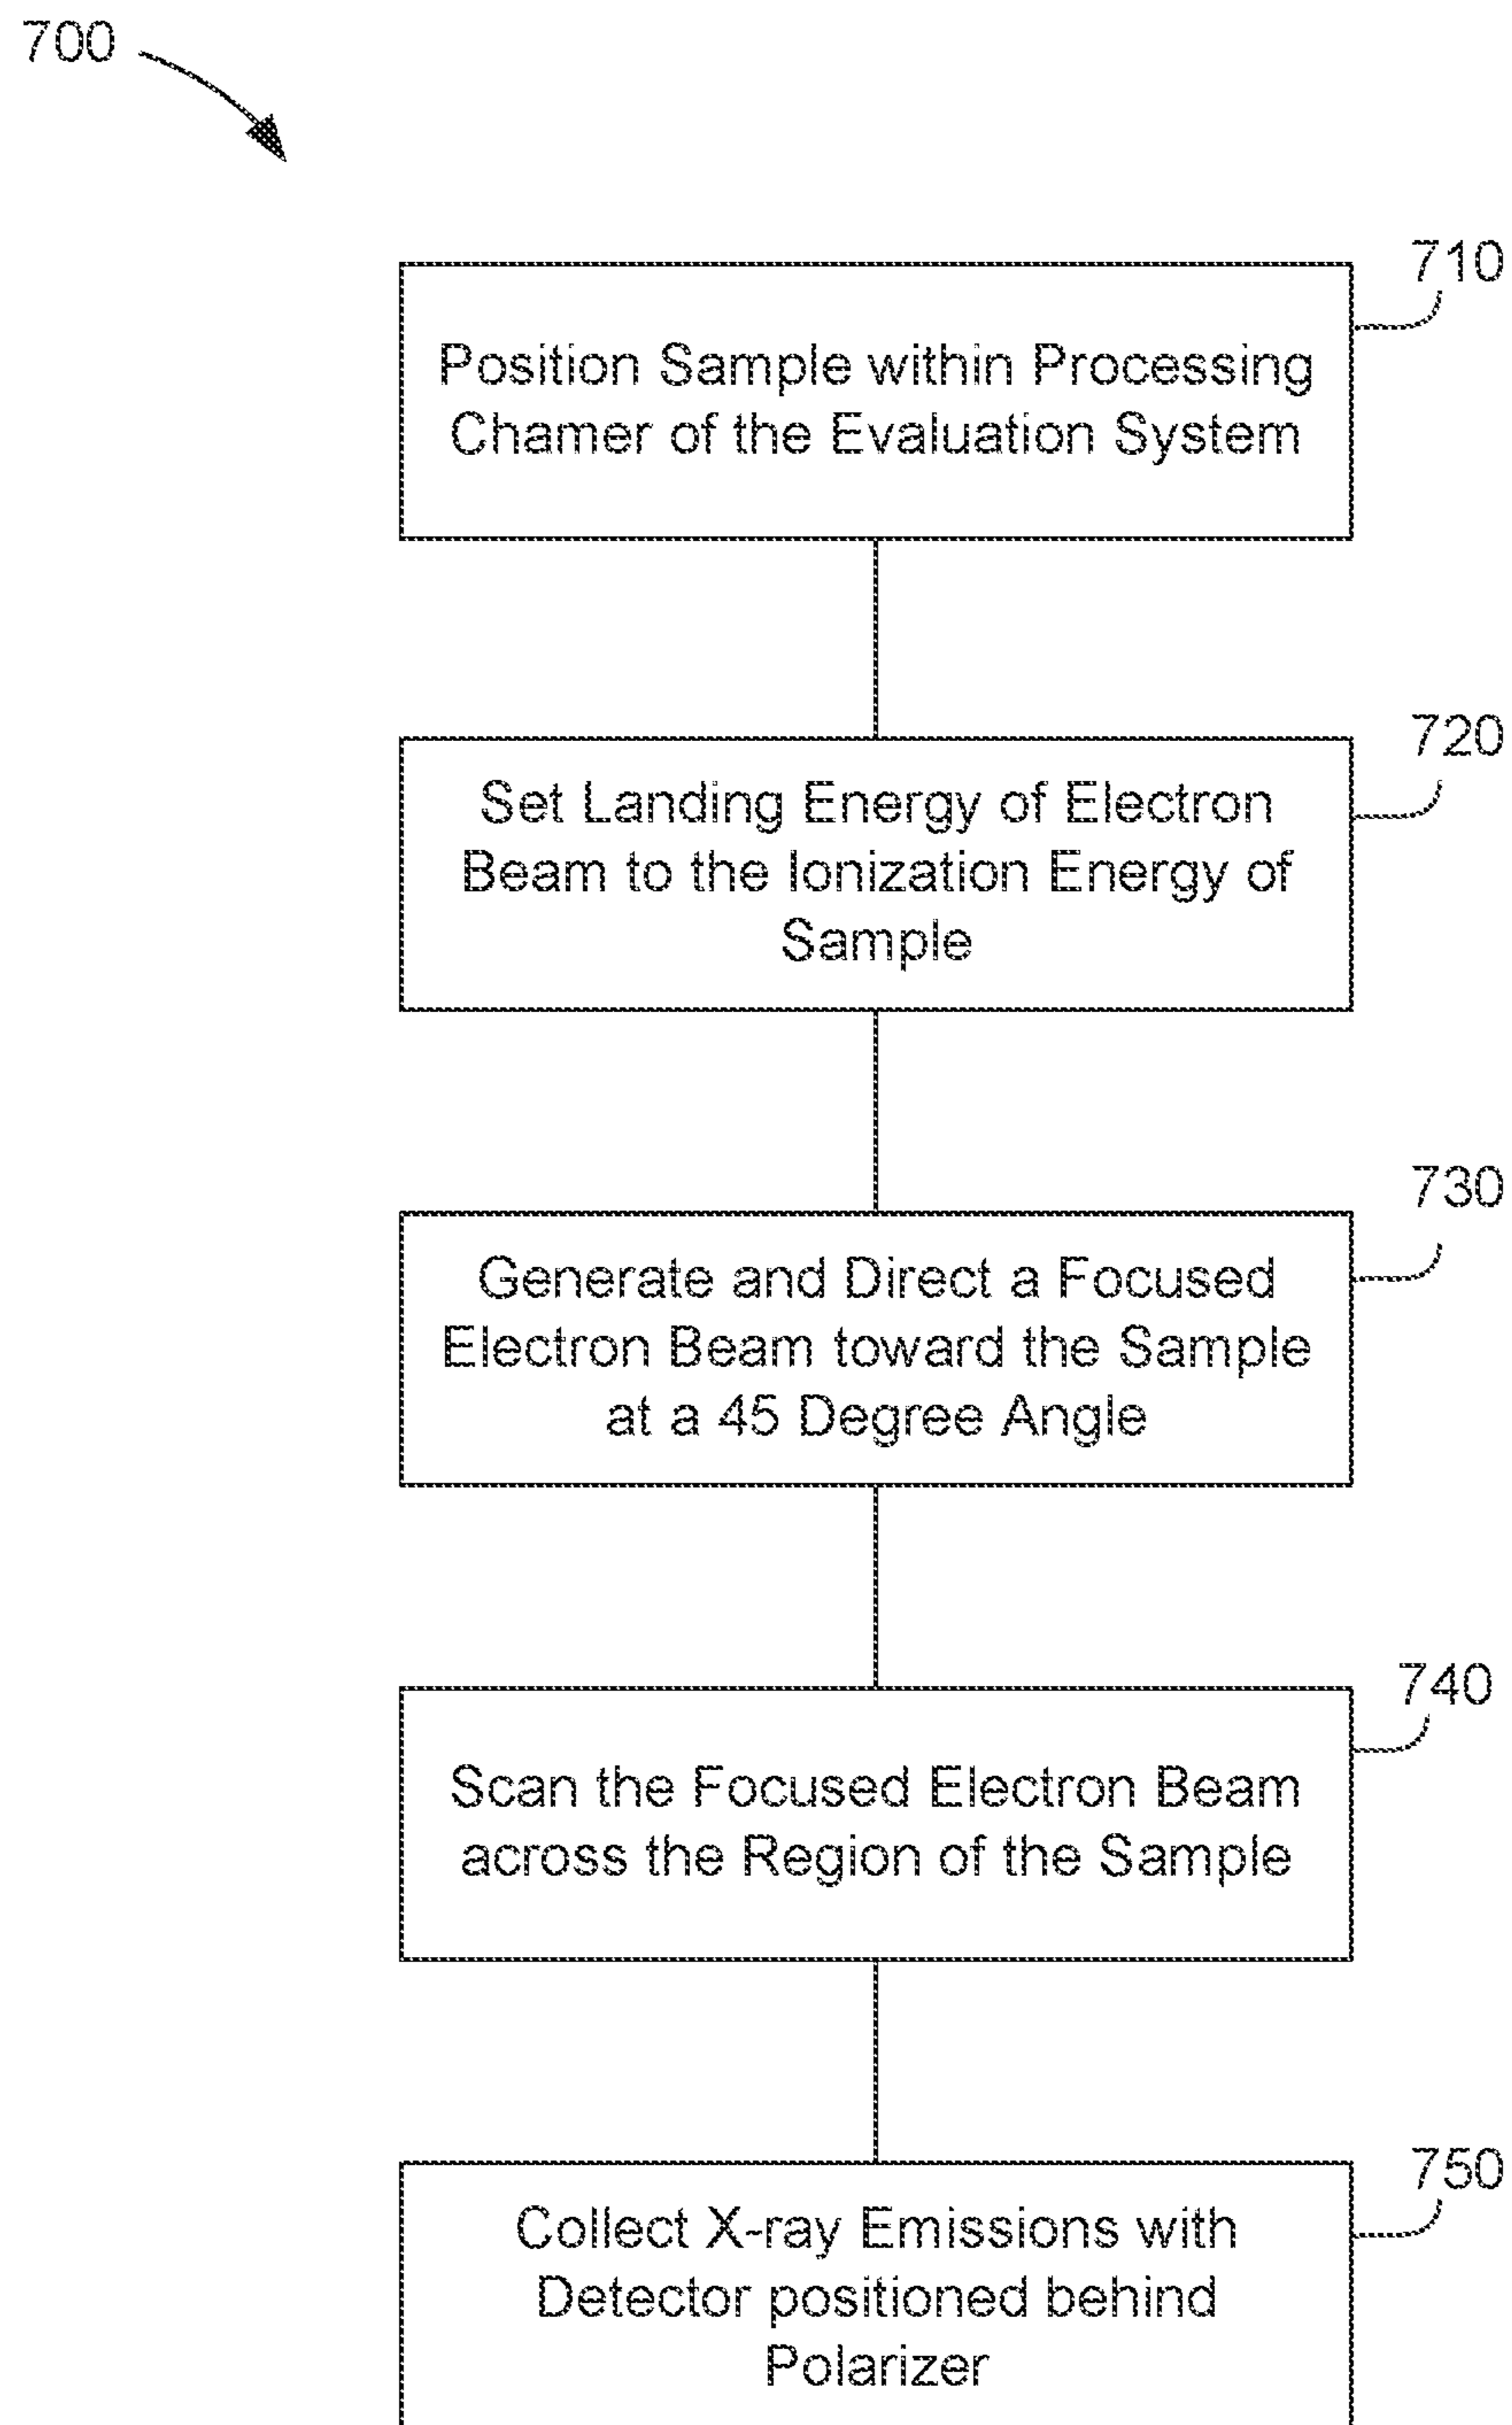 700
710
Position Sample within Processing
Chamer of the Evaluation System
720
Set Landing Energy of Electron
Beam to the Ionization Energy of
Sample
730
Generate and Direct a Focused
Electron Beam toward the Sample
at a 45 Degree Angle
740
Scan the Focused Electron Beam
across the Region of the Sample
750
Collect X-ray Emissions with
Detector positioned behind
Polarizer